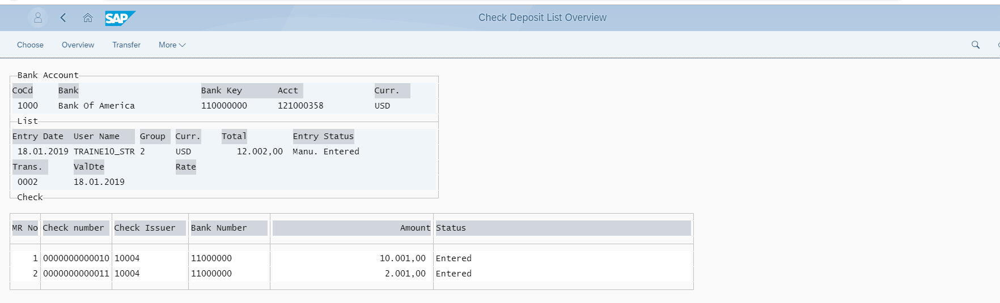 SAP
Check Deposit List Overview
Choose Overview Transfer More
Bank Account
CoCd Bank Bank Key Acct Curr.
1000 Bank Of America 110000000 121000358 USD
List
Entry Date User Name Group Curr. Total Entry Status
18.01.2019 TRAINE10_STR 2 USD 12.002,00 Manu. Entered
Trans. ValDte Rate
0002 18.01.2019
Check
MR No Check number Check Issuer Bank Number Amount Status
1 0000000000010 10004 11000000 10.001,00 Entered
2 0000000000011 10004 11000000 2.001,00 Entered